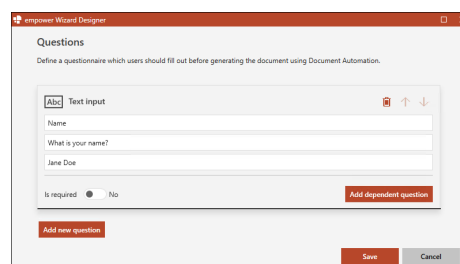 empower Wizard Designer
Questions
Define a questionnaire which users should fill out before generating the document using Document Automation.
Abc Text input
Name
What is your name?
Jane Doe
Is required No Add dependent question
Add new question
Save Cancel